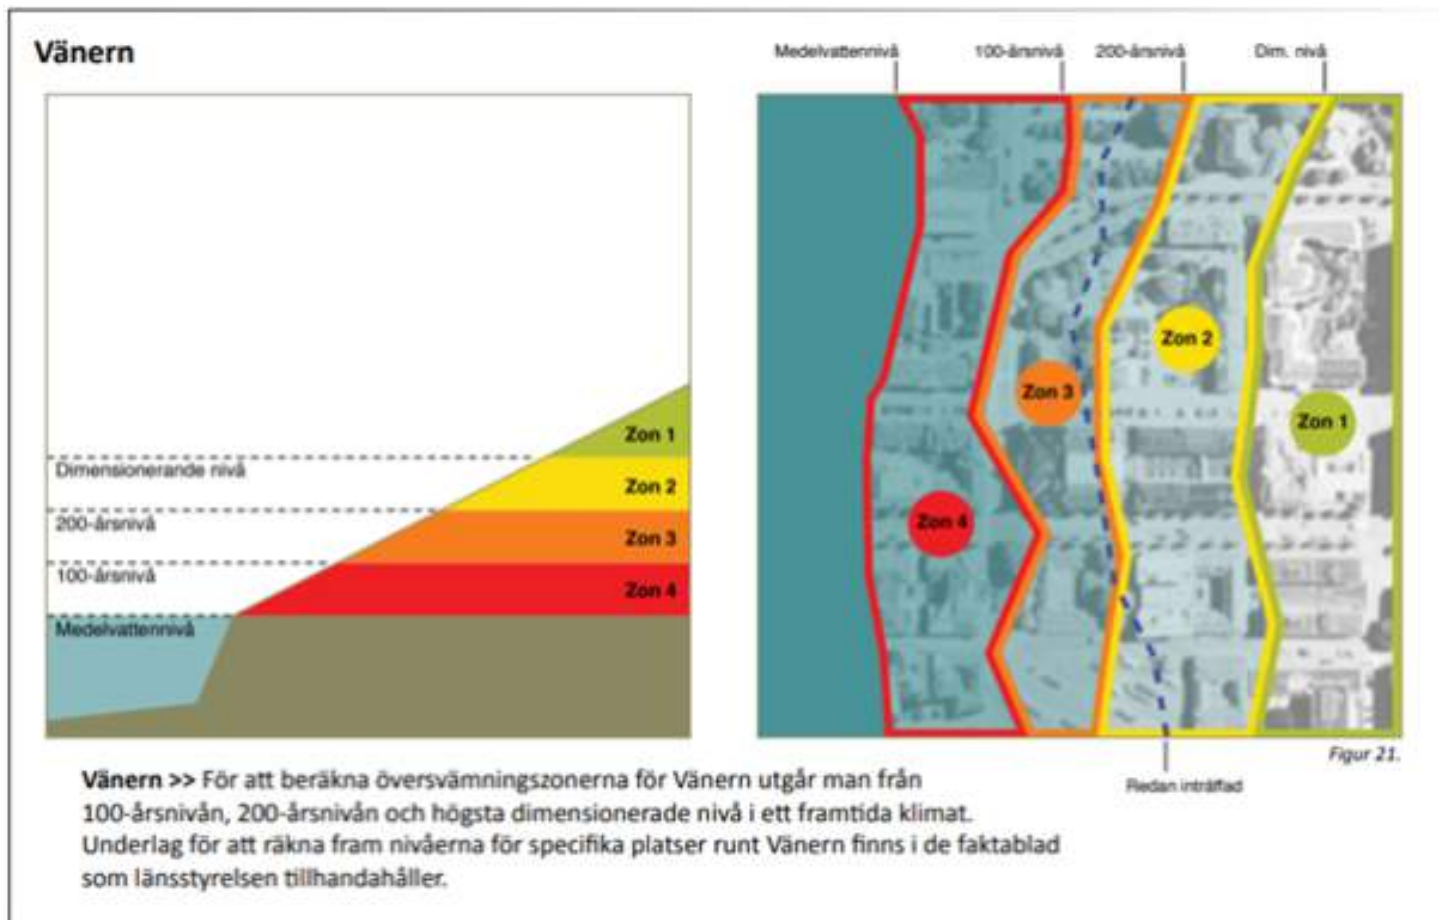 Vänern
Medelvattennivå
100-årsnivå
200-årsnivå
Dim. nivå
Zon 1
Dimensionerande nivå
Zon 2
200-årsnivå
Zon 3
100-årsnivå
Zon 4
Medelvattennivå
Zon 2
Zon 3
Zon 1
Zon 4
Figur 21.
Redan inträffad
Vänern >> För att beräkna översvämningszonerna för Vänern utgår man från
100-årsnivån, 200-årsnivån och högsta dimensionerade nivå i ett framtida klimat.
Underlag för att räkna fram nivåerna för specifika platser runt Vänern finns i de faktablad
som länsstyrelsen tillhandahåller.